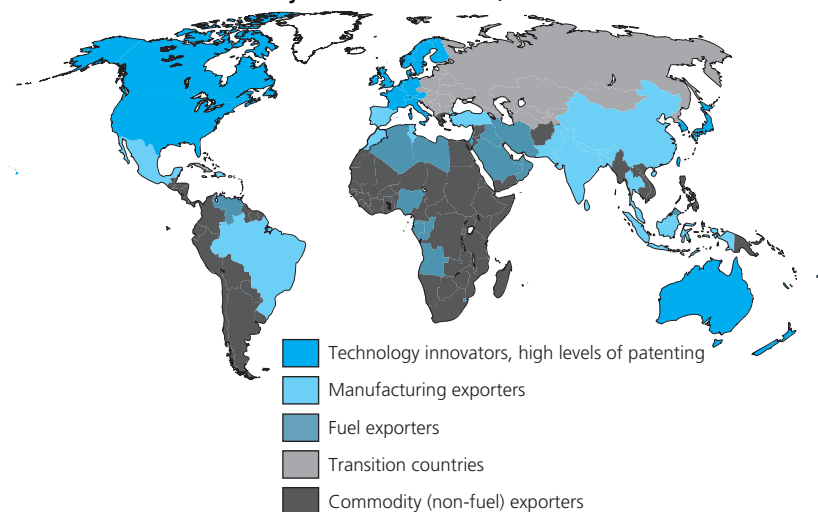 Technology innovators, high levels of patenting
Manufacturing exporters
Fuel exporters
Transition countries
Commodity (non-fuel) exporters